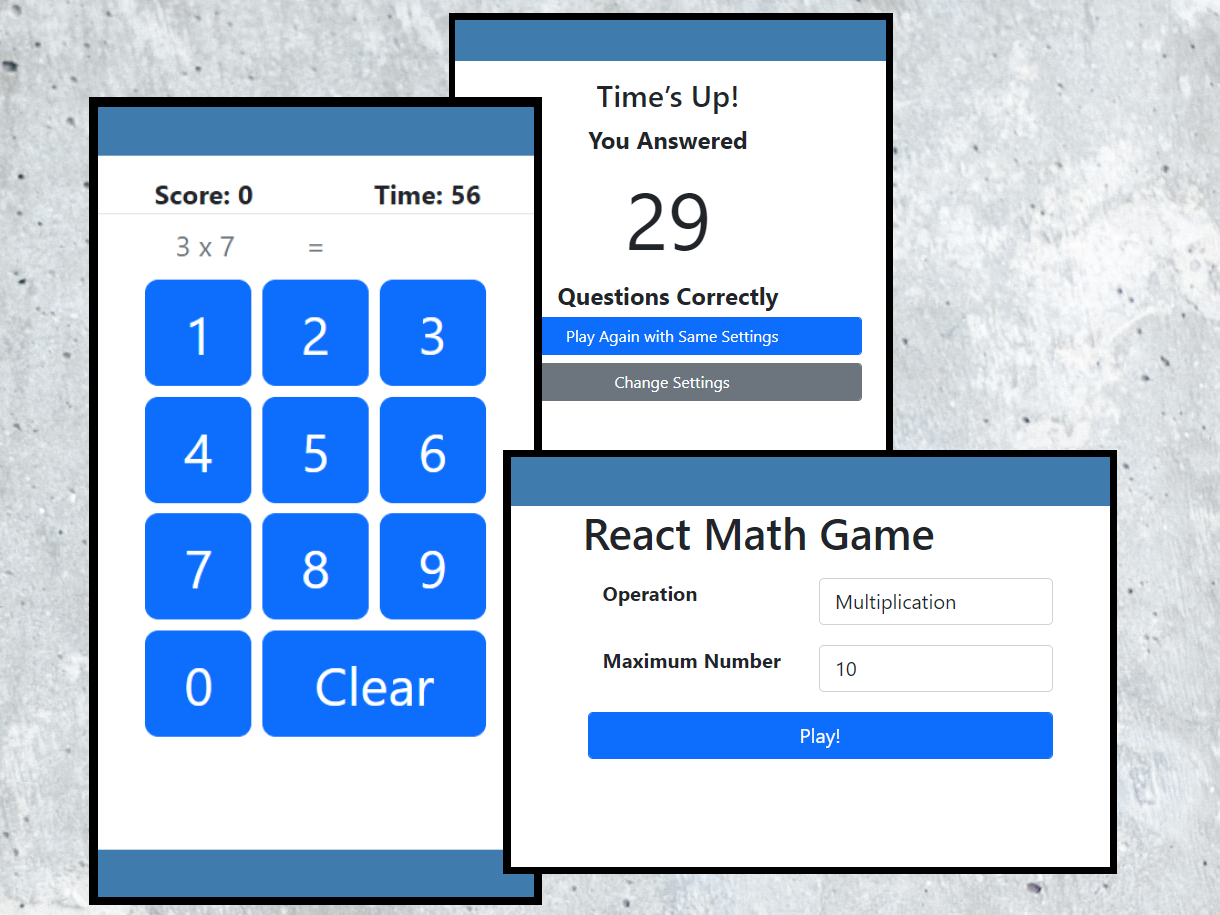 Time’s Up!
You Answered
29
Questions Correctly
Play Again with Same Settings
Change Settings
Score: 0 Time: 56
3 x 7 =
1 2 3
4 5 6
7 8 9
0 Clear
React Math Game
Operation Multiplication
Maximum Number 10
Play!